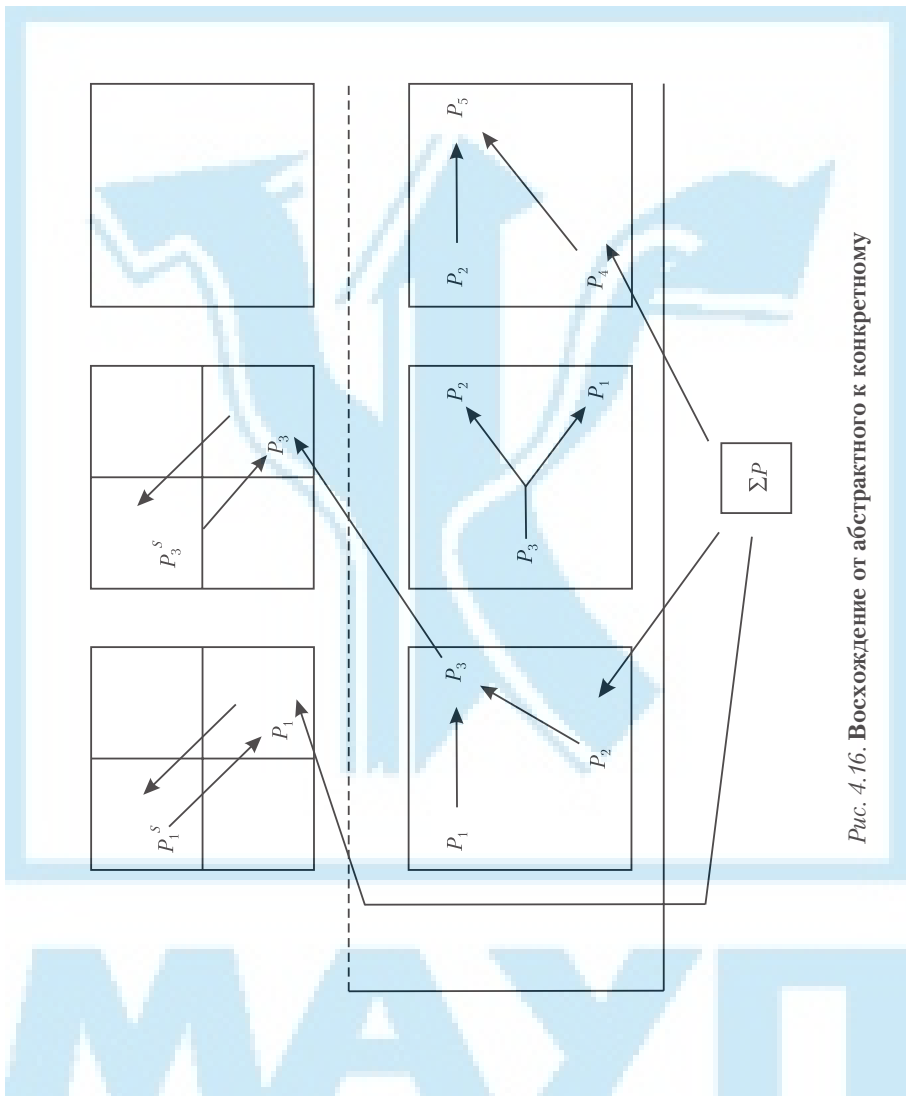 P₁ˢ
P₁
P₃ˢ
P₃
P₁
P₂
P₃
P₃
P₂
P₁
P₂
P₄
P₅
ΣP
Рис. 4.16. Восхождение от абстрактного к конкретному
МАУП